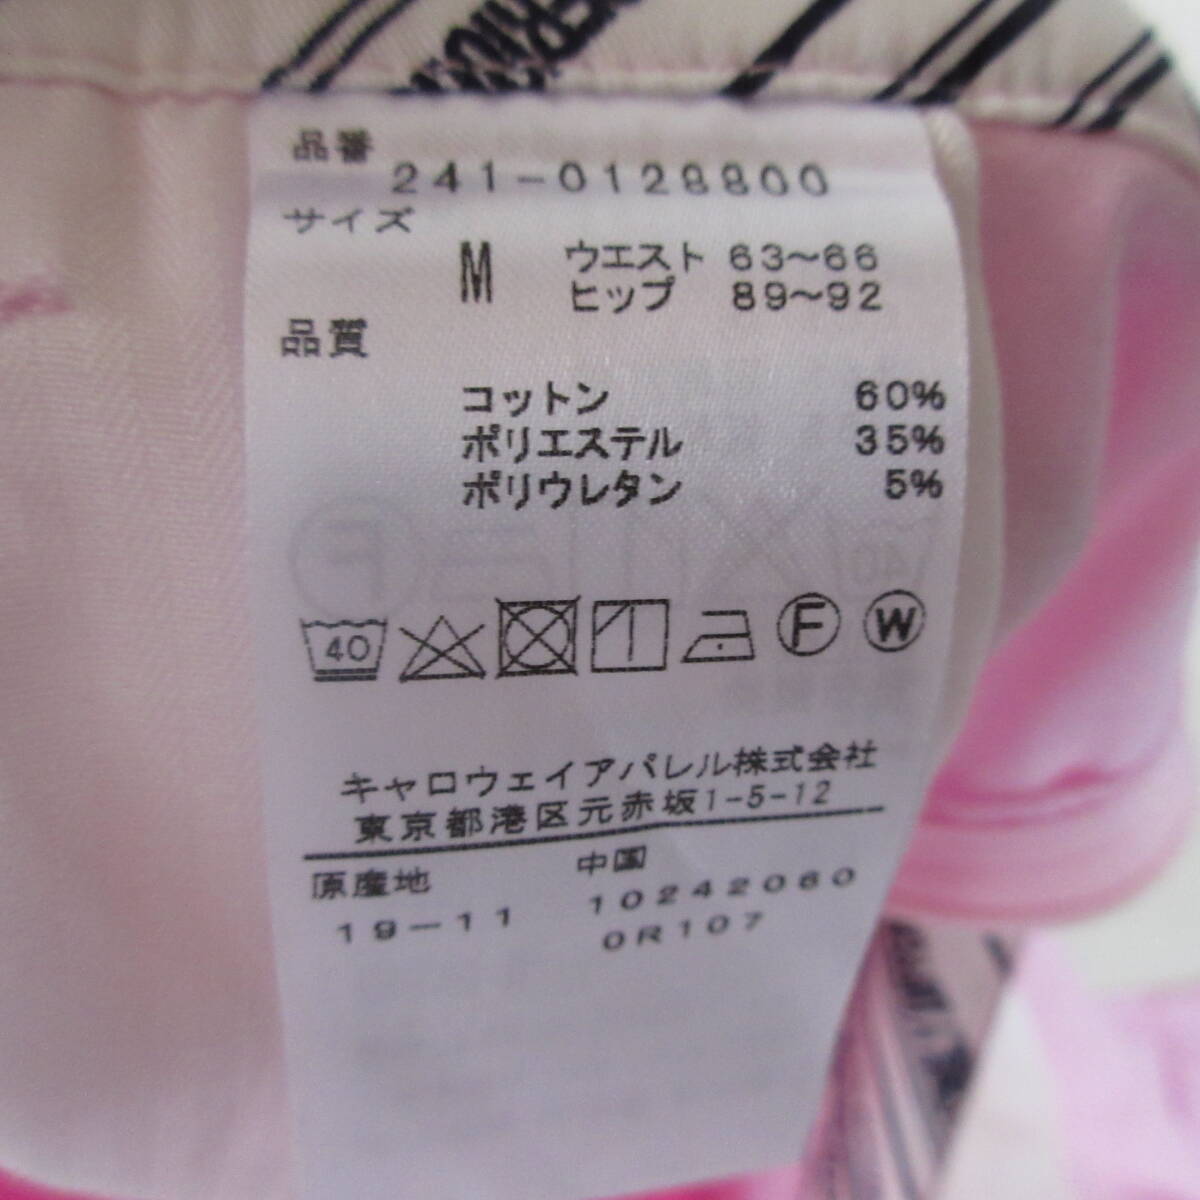 品番
241-0128800
サイズ
M ウエスト 63～66
ヒップ 89～92
品質
コットン 60%
ポリエステル 35%
ポリウレタン 5%
40 F W
キャロウェイアパレル株式会社
東京都港区元赤坂1-5-12
原産地 中国
19-11 10242060
0R107